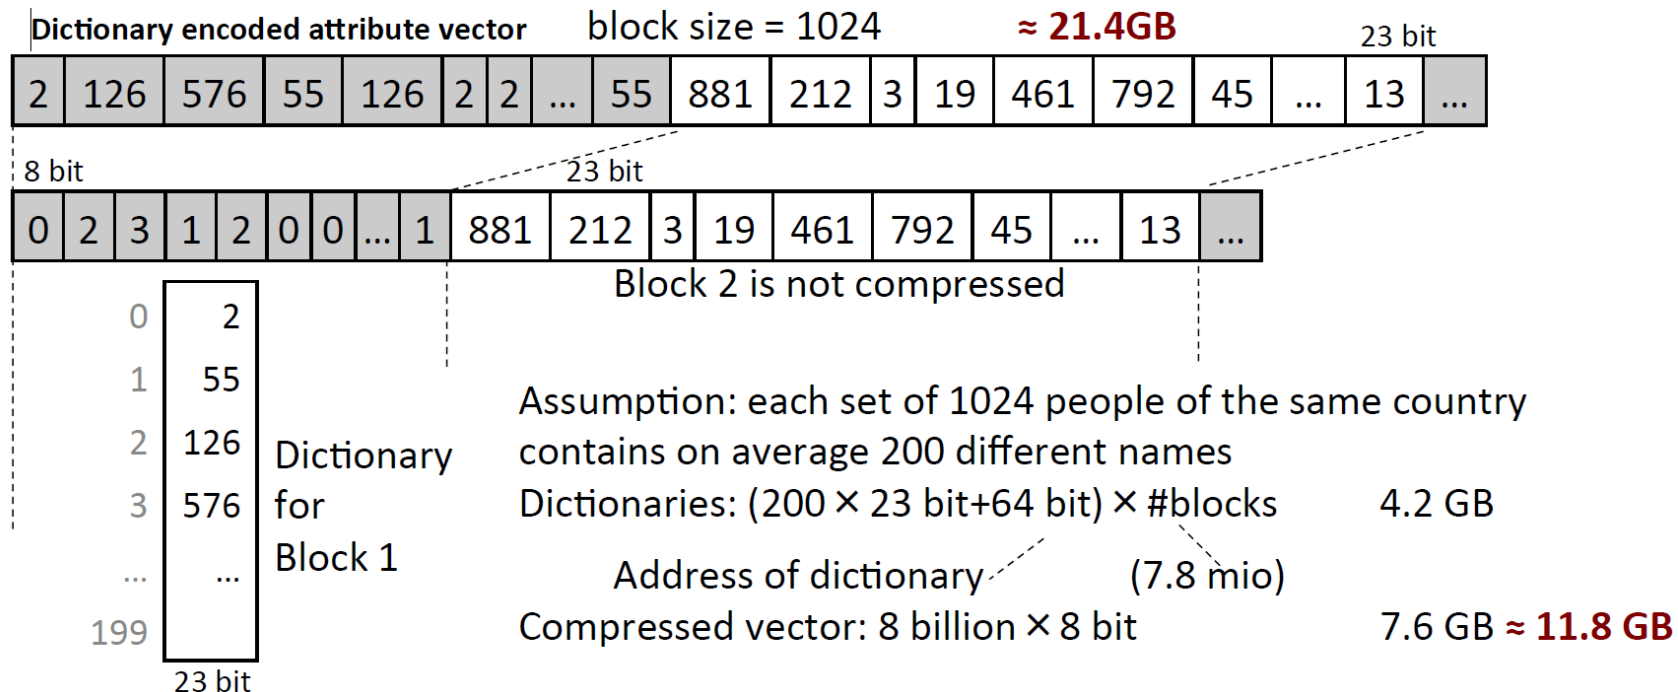 Dictionary encoded attribute vector block size = 1024 ≈ 21.4GB 23 bit
2 126 576 55 126 2 2 ... 55 881 212 3 19 461 792 45 ... 13 ...
8 bit 23 bit
0 2 3 1 2 0 0 ... 1 881 212 3 19 461 792 45 ... 13 ...
Block 2 is not compressed
0 2
1 55
2 126
3 576
... ...
199
23 bit
Dictionary
for
Block 1
Assumption: each set of 1024 people of the same country
contains on average 200 different names
Dictionaries: (200 × 23 bit+64 bit) × #blocks 4.2 GB
Address of dictionary (7.8 mio)
Compressed vector: 8 billion × 8 bit 7.6 GB ≈ 11.8 GB